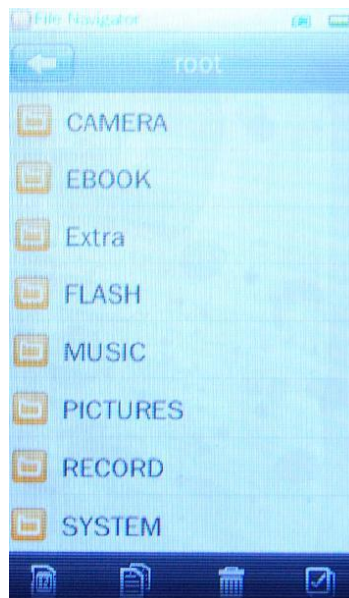 File Navigator
root
CAMERA
EBOOK
Extra
FLASH
MUSIC
PICTURES
RECORD
SYSTEM